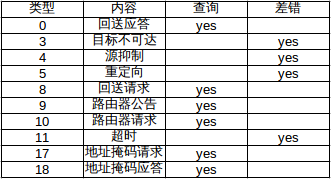 类型 内容 查询 差错
0 回送应答 yes
3 目标不可达 yes
4 源抑制 yes
5 重定向 yes
8 回送请求 yes
9 路由器公告 yes
10 路由器请求 yes
11 超时 yes
17 地址掩码请求 yes
18 地址掩码应答 yes